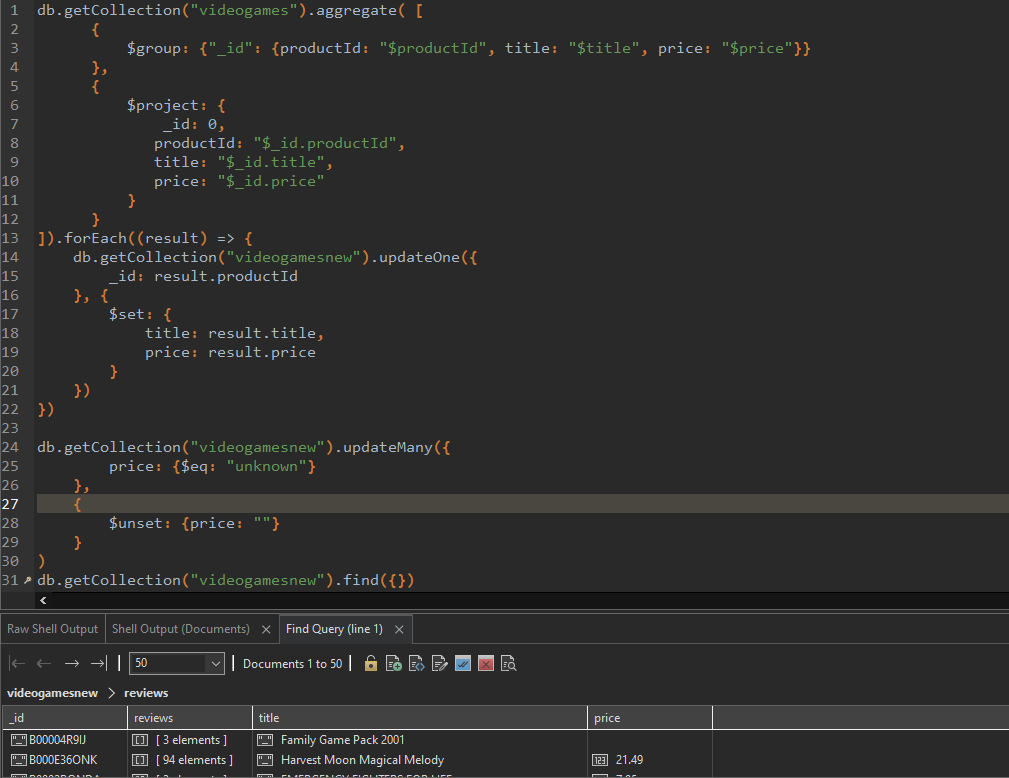 1 db.getCollection("videogames").aggregate( [
2 {
3 $group: {"_id": {productId: "$productId", title: "$title", price: "$price"}}
4 },
5 {
6 $project: {
7 _id: 0,
8 productId: "$_id.productId",
9 title: "$_id.title",
10 price: "$_id.price"
11 }
12 }
13 ]).forEach((result) => {
14 db.getCollection("videogamesnew").updateOne({
15 _id: result.productId
16 }, {
17 $set: {
18 title: result.title,
19 price: result.price
20 }
21 })
22 })
23
24 db.getCollection("videogamesnew").updateMany({
25 price: {$eq: "unknown"}
26 },
27 {
28 $unset: {price: ""}
29 }
30 )
31 db.getCollection("videogamesnew").find({})
Raw Shell Output Shell Output (Documents) × Find Query (line 1) ×
50 Documents 1 to 50
videogamesnew > reviews
_id reviews title price
B00004R9IJ [ 3 elements ] Family Game Pack 2001
B000E36ONK [ 94 elements ] Harvest Moon Magical Melody 123 21.49